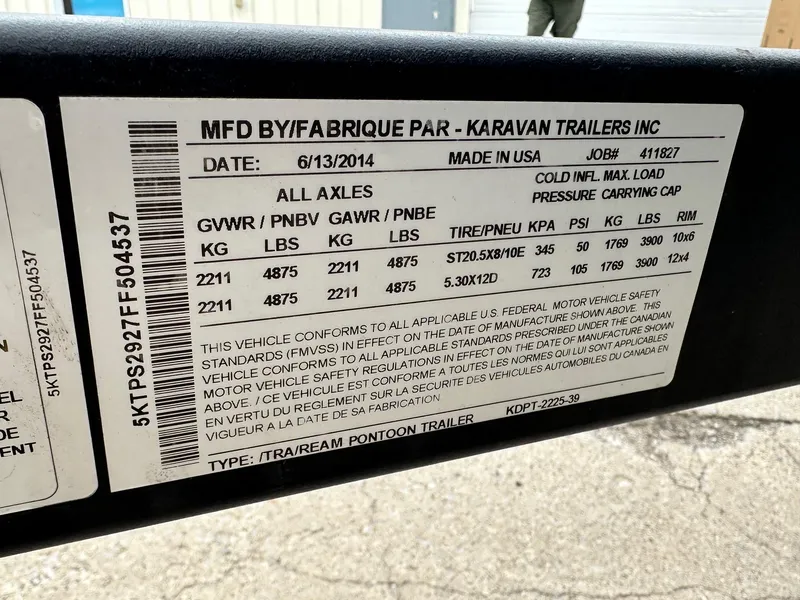 MFD BY/FABRIQUE PAR - KARAVAN TRAILERS INC
DATE: 6/13/2014 MADE IN USA JOB# 411827
ALL AXLES COLD INFL. MAX. LOAD
PRESSURE CARRYING CAP
GVWR / PNBV GAWR / PNBE TIRE/PNEU KPA PSI KG LBS RIM
KG LBS KG LBS
2211 4875 2211 4875 ST20.5X8/10E 345 50 1769 3900 10x6
2211 4875 2211 4875 5.30X12D 723 105 1769 3900 12x4
THIS VEHICLE CONFORMS TO ALL APPLICABLE U.S. FEDERAL MOTOR VEHICLE SAFETY
STANDARDS (FMVSS) IN EFFECT ON THE DATE OF MANUFACTURE SHOWN ABOVE. THIS
VEHICLE CONFORMS TO ALL APPLICABLE STANDARDS PRESCRIBED UNDER THE CANADIAN
MOTOR VEHICLE SAFETY REGULATIONS IN EFFECT ON THE DATE OF MANUFACTURE SHOWN
ABOVE. / CE VEHICULE EST CONFORME A TOUTES LES NORMES QUI LUI SONT APPLICABLES
EN VERTU DU REGLEMENT SUR LA SECURITE DES VEHICULES AUTOMOBILES DU CANADA EN
VIGUEUR A LA DATE DE SA FABRICATION
TYPE: /TRA/REAM PONTOON TRAILER KDPT-2225-39
5KTPS2927FF504537
5KTPS2927FF504537
2
EL
R
DE
ENT